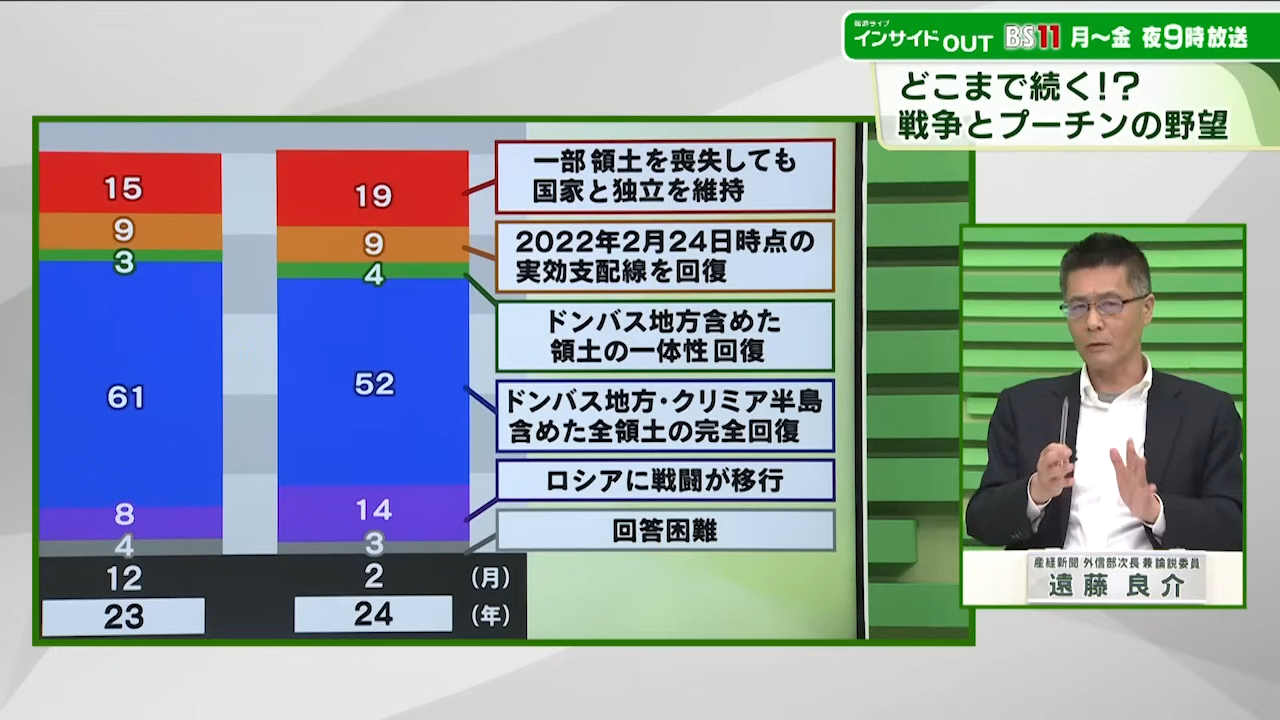 報道ライブ
インサイドOUT BS11 月〜金 夜9時放送
どこまで続く!?
戦争とプーチンの野望
15
9
3
61
8
4
12
23
19
9
4
52
14
3
2
24
(月)
(年)
一部領土を喪失しても
国家と独立を維持
2022年2月24日時点の
実効支配線を回復
ドンバス地方含めた
領土の一体性回復
ドンバス地方・クリミア半島
含めた全領土の完全回復
ロシアに戦闘が移行
回答困難
産経新聞 外信部次長 兼 論説委員
遠藤 良介